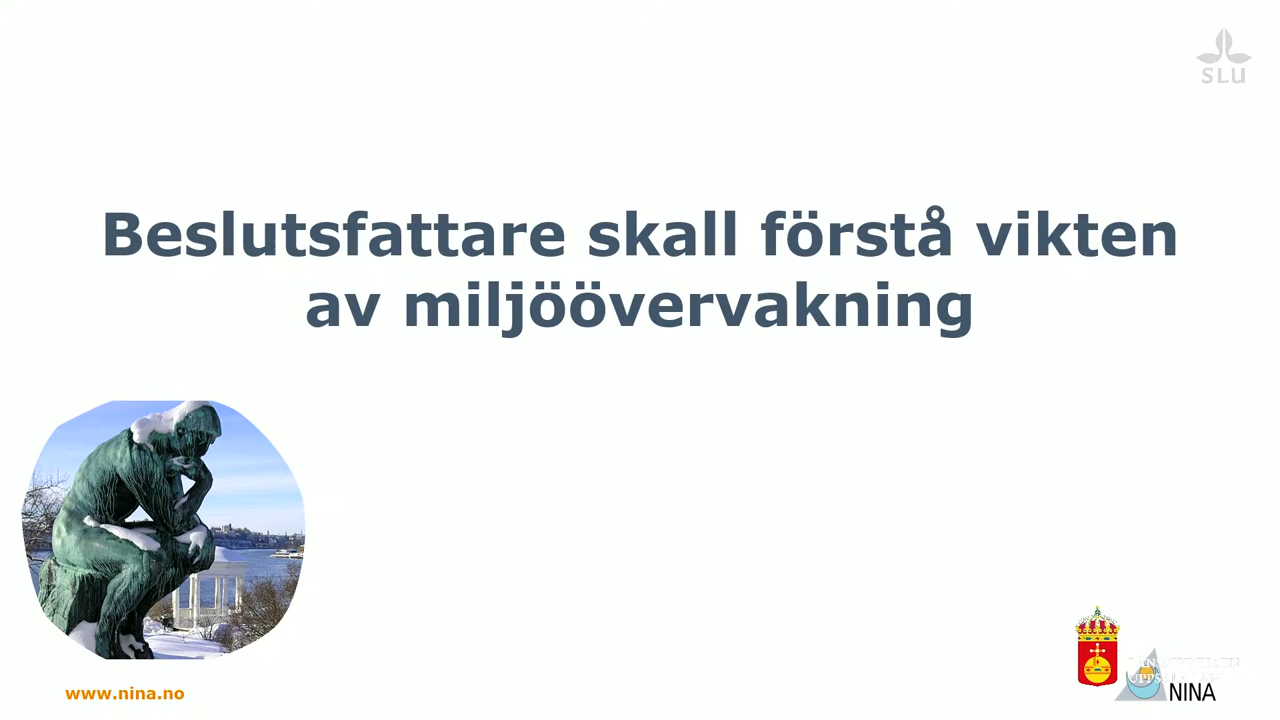 SLU
Beslutsfattare skall förstå vikten
av miljöövervakning
www.nina.no
NINA